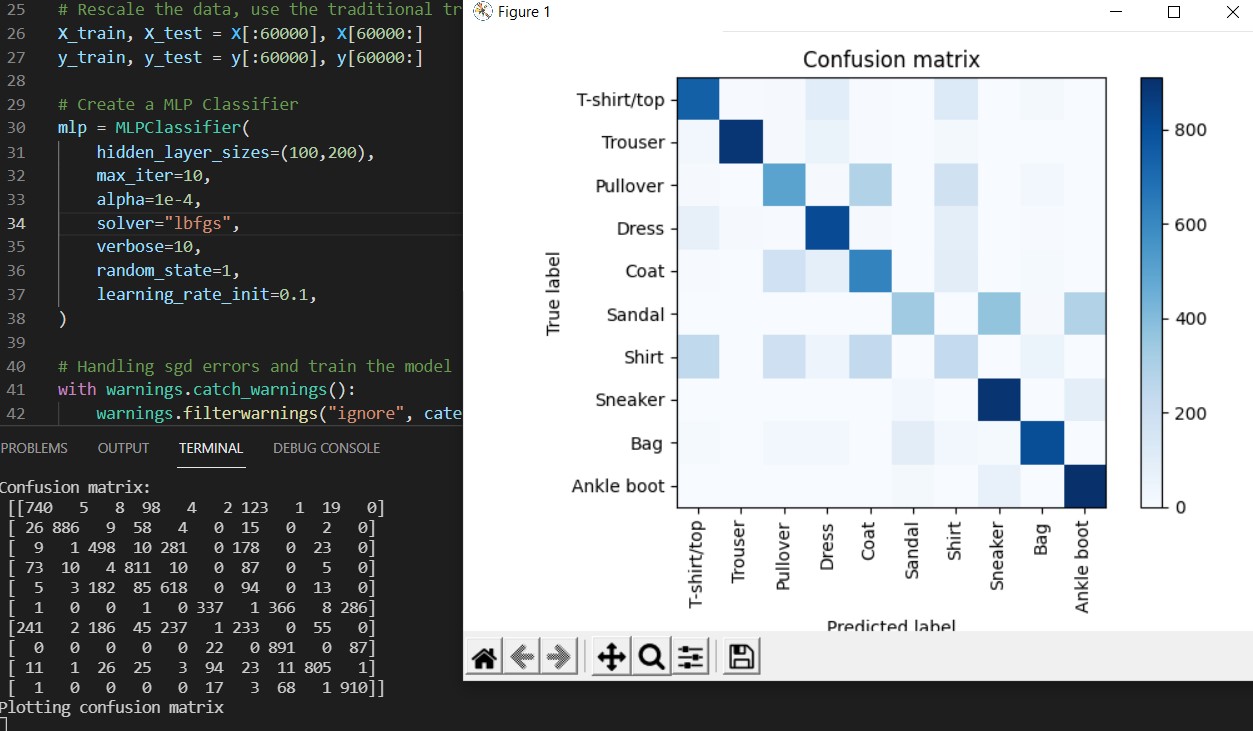 25 # Rescale the data, use the traditional tr
26 X_train, X_test = X[:60000], X[60000:]
27 y_train, y_test = y[:60000], y[60000:]
28
29 # Create a MLP Classifier
30 mlp = MLPClassifier(
31 hidden_layer_sizes=(100,200),
32 max_iter=10,
33 alpha=1e-4,
34 solver="lbfgs",
35 verbose=10,
36 random_state=1,
37 learning_rate_init=0.1,
38 )
39
40 # Handling sgd errors and train the model
41 with warnings.catch_warnings():
42 warnings.filterwarnings("ignore", cate
PROBLEMS OUTPUT TERMINAL DEBUG CONSOLE
Confusion matrix:
[[740 5 8 98 4 2 123 1 19 0]
[ 26 886 9 58 4 0 15 0 2 0]
[ 9 1 498 10 281 0 178 0 23 0]
[ 73 10 4 811 10 0 87 0 5 0]
[ 5 3 182 85 618 0 94 0 13 0]
[ 1 0 0 1 0 337 1 366 8 286]
[241 2 186 45 237 1 233 0 55 0]
[ 0 0 0 0 0 22 0 891 0 87]
[ 11 1 26 25 3 94 23 11 805 1]
[ 1 0 0 0 0 17 3 68 1 910]]
Plotting confusion matrix
Figure 1
Confusion matrix
True label
T-shirt/top
Trouser
Pullover
Dress
Coat
Sandal
Shirt
Sneaker
Bag
Ankle boot
T-shirt/top
Trouser
Pullover
Dress
Coat
Sandal
Shirt
Sneaker
Bag
Ankle boot
Predicted label
800
600
400
200
0